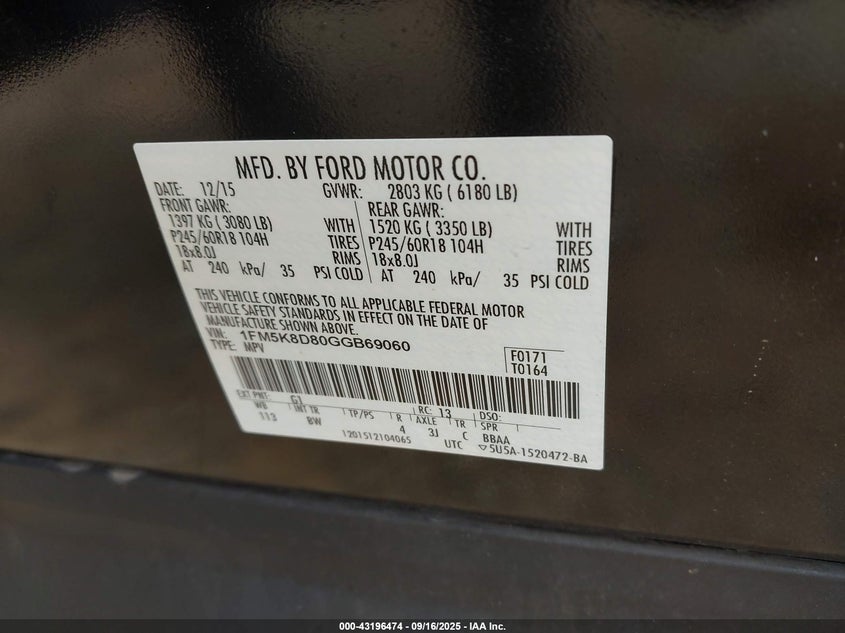 MFD. BY FORD MOTOR CO.
DATE: 12/15 GVWR: 2803 KG ( 6180 LB)
FRONT GAWR: REAR GAWR:
1397 KG ( 3080 LB) WITH 1520 KG ( 3350 LB) WITH
P245/60R18 104H TIRES P245/60R18 104H TIRES
18x8.0J RIMS 18x8.0J RIMS
AT 240 kPa/ 35 PSI COLD AT 240 kPa/ 35 PSI COLD
THIS VEHICLE CONFORMS TO ALL APPLICABLE FEDERAL MOTOR
VEHICLE SAFETY STANDARDS IN EFFECT ON THE DATE OF
MANUFACTURE SHOWN ABOVE.
VIN: 1FM5K8D80GGB69060
TYPE: MPV
F0171
T0164
EXT PNT: G1 RC: 13 DSO:
WB INT TR TP/PS R AXLE TR SPR
113 BW 4 3J C BBAA
1201512104065 UTC ▽5U5A-1520472-BA
000-43196474 - 09/16/2025 - IAA Inc.